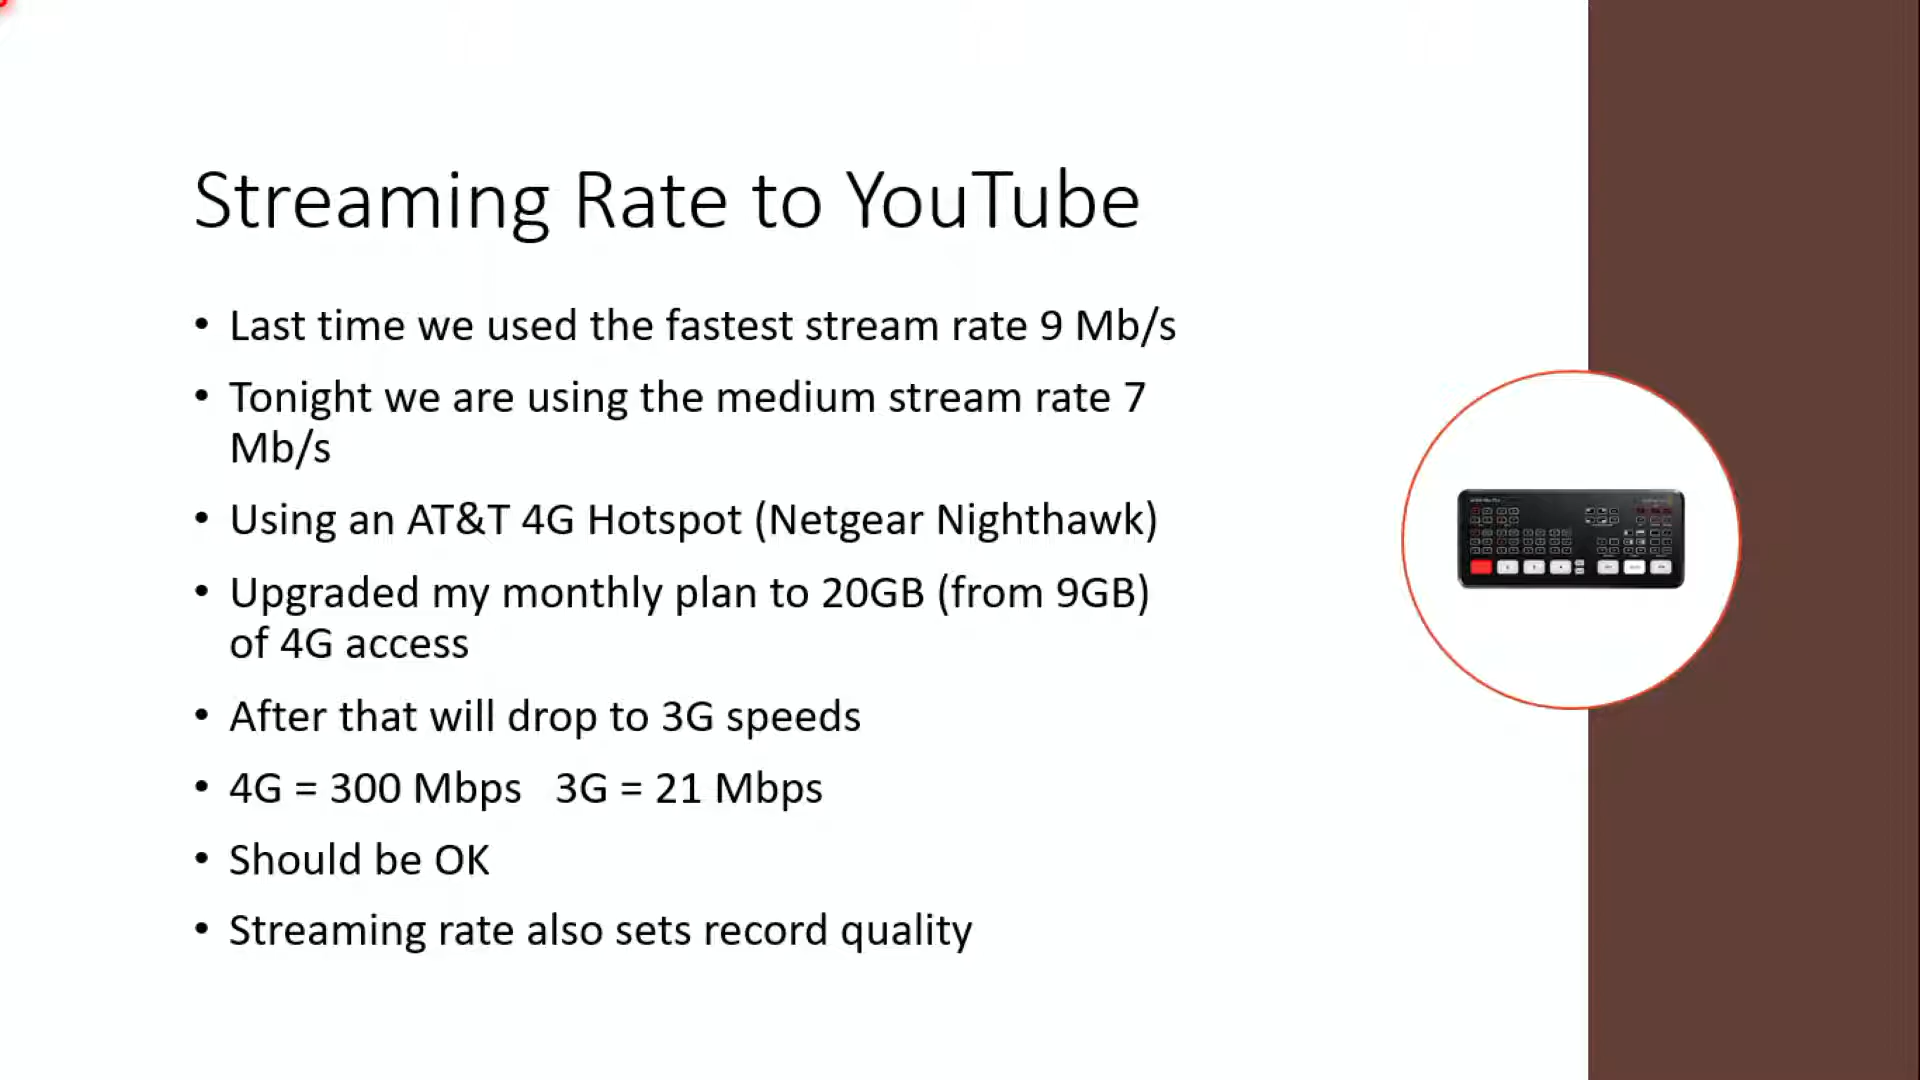 Streaming Rate to YouTube
• Last time we used the fastest stream rate 9 Mb/s
• Tonight we are using the medium stream rate 7
Mb/s
• Using an AT&T 4G Hotspot (Netgear Nighthawk)
• Upgraded my monthly plan to 20GB (from 9GB)
of 4G access
• After that will drop to 3G speeds
• 4G = 300 Mbps   3G = 21 Mbps
• Should be OK
• Streaming rate also sets record quality